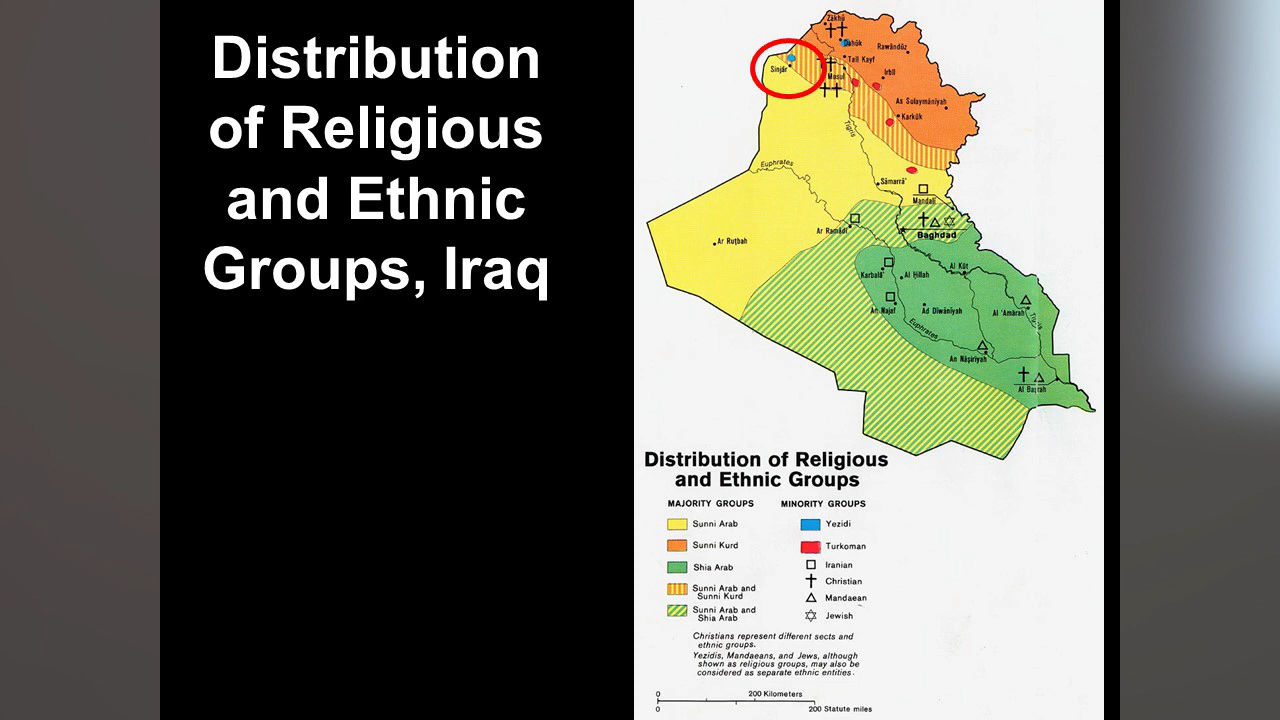 Distribution
of Religious
and Ethnic
Groups, Iraq
Zākhū
Dahūk
Rawāndūz
Tall Kayf
Sinjār
Mosul
Irbīl
As Sulaymānīyah
Karkūk
Tigris
Euphrates
Sāmarrā'
Mandalī
Ar Ramādī
Baghdad
Ar Ruṭbah
Karbalā'
Al Ḥillah
Al Kūt
An Najaf
Ad Dīwānīyah
Al 'Amārah
Tigris
Euphrates
An Nāṣirīyah
Al Baṣrah
Distribution of Religious
and Ethnic Groups
MAJORITY GROUPS
Sunni Arab
Sunni Kurd
Shia Arab
Sunni Arab and
Sunni Kurd
Sunni Arab and
Shia Arab
MINORITY GROUPS
Yezidi
Turkoman
Iranian
Christian
Mandaean
Jewish
Christians represent different sects and
ethnic groups.
Yezidis, Mandaeans, and Jews, although
shown as religious groups, may also be
considered as separate ethnic entities.
0 200 Kilometers
0 200 Statute miles